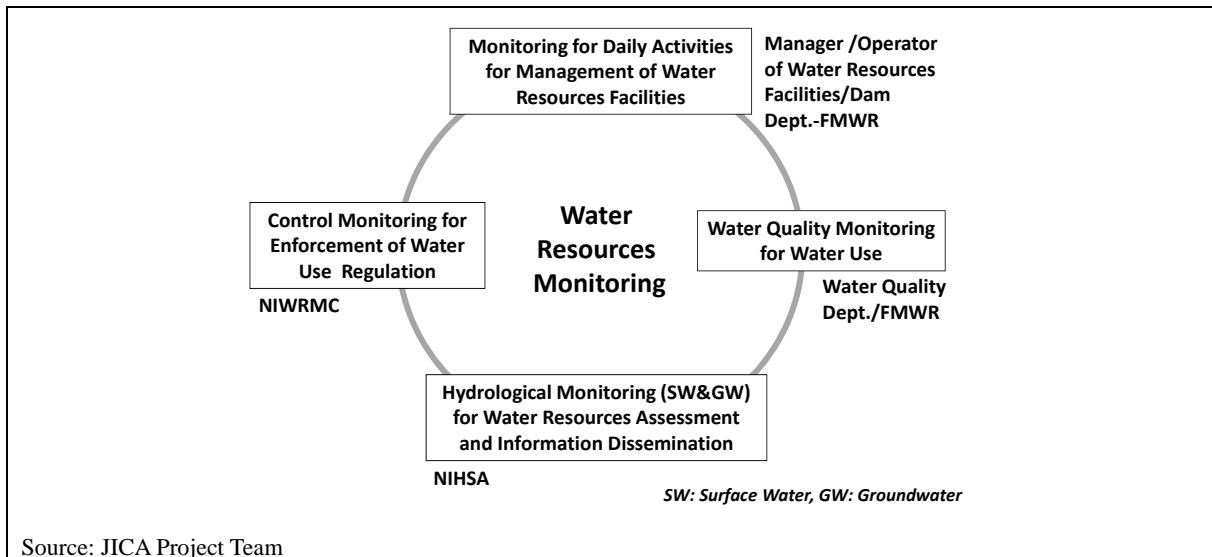 Monitoring for Daily Activities
for Management of Water
Resources Facilities
Manager /Operator
of Water Resources
Facilities/Dam
Dept.-FMWR
Control Monitoring for
Enforcement of Water
Use Regulation
NIWRMC
Water
Resources
Monitoring
Water Quality Monitoring
for Water Use
Water Quality
Dept./FMWR
Hydrological Monitoring (SW&GW)
for Water Resources Assessment
and Information Dissemination
NIHSA
SW: Surface Water, GW: Groundwater
Source: JICA Project Team